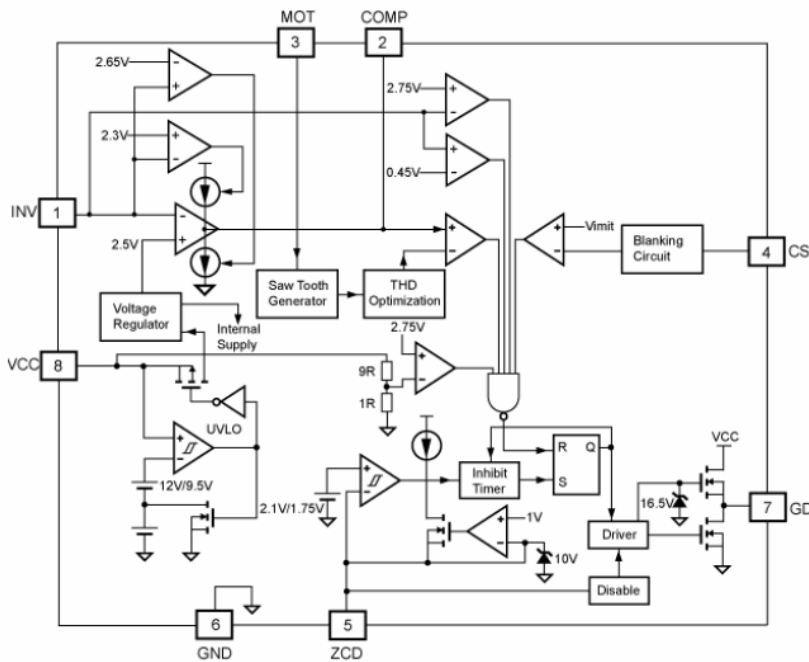 MOT COMP
3 2
2.65V
-
+
2.75V
+
-
2.3V
+
-
+
-
0.45V
INV 1
-
+
2.5V
+
-
+
-
Vimit
Blanking
Circuit
4 CS
Saw Tooth
Generator
THD
Optimization
Voltage
Regulator
Internal
Supply
2.75V
+
-
VCC 8
9R
1R
UVLO
+
-
12V/9.5V
+
-
2.1V/1.75V
Inhibit
Timer
R Q
S
VCC
16.5V
7 GD
1V
+
-
10V
Driver
Disable
6
GND
5
ZCD